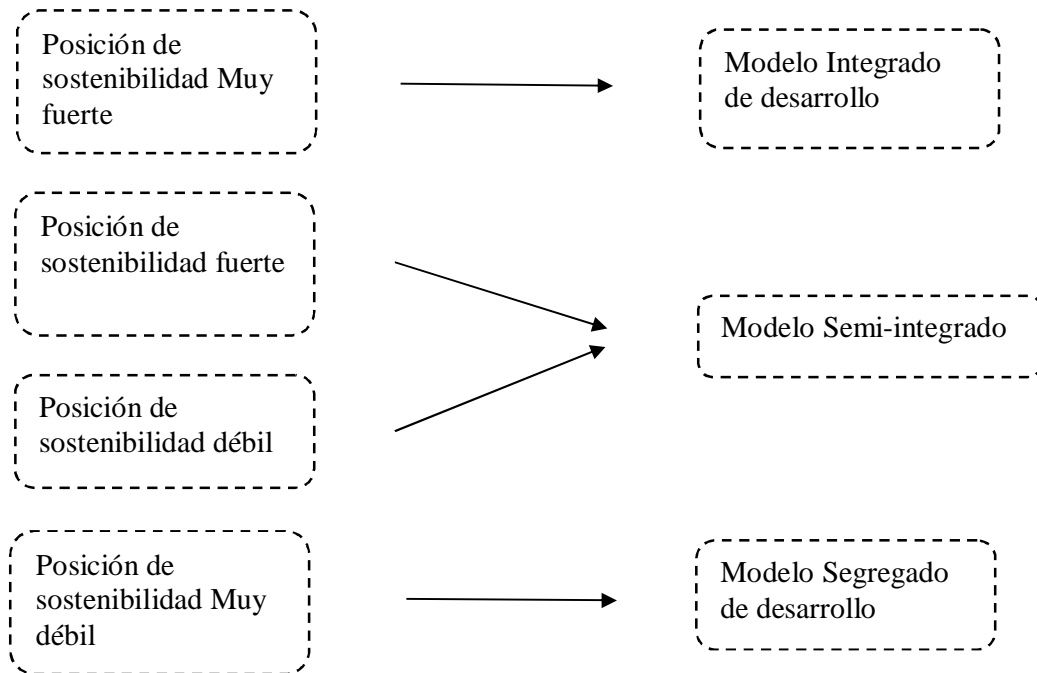 Posición de
sostenibilidad Muy
fuerte
Modelo Integrado
de desarrollo
Posición de
sostenibilidad fuerte
Modelo Semi-integrado
Posición de
sostenibilidad débil
Posición de
sostenibilidad Muy
débil
Modelo Segregado
de desarrollo